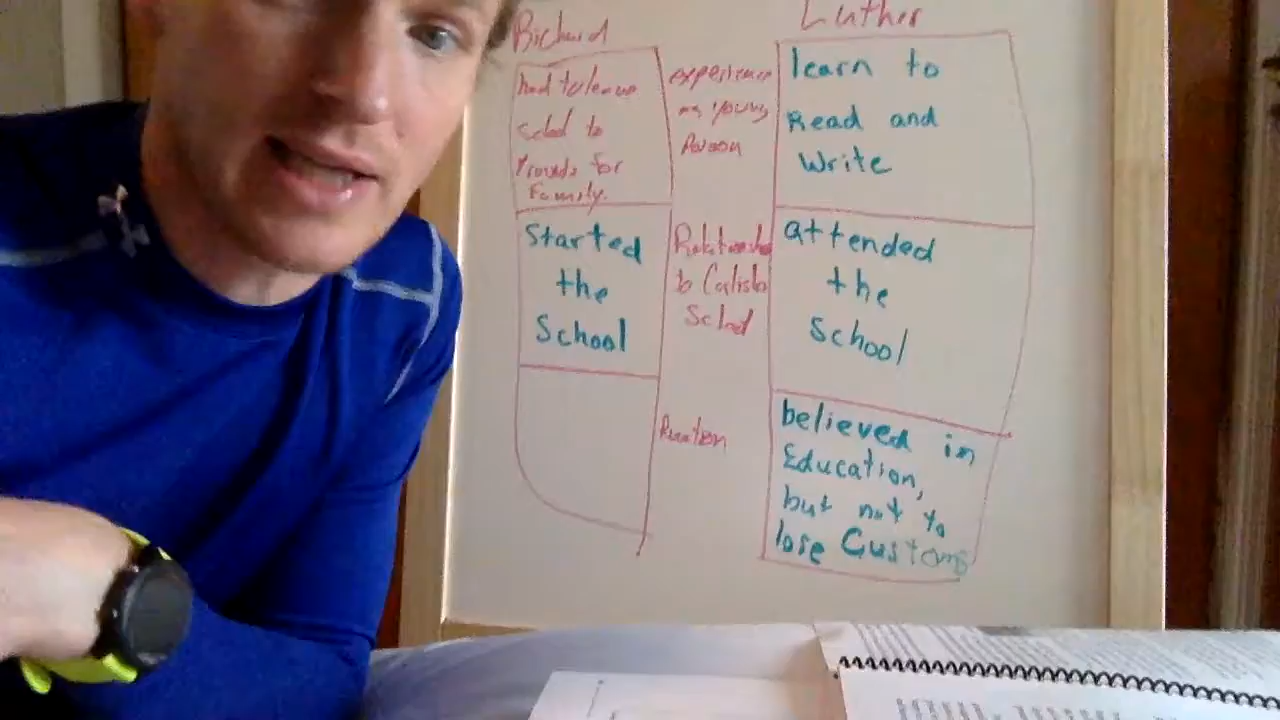 Richard
had to leave
school to
Provide for
Family.
Started
the
School
experience
as young
Person
Relationship
to Carlisle
School
Reaction
Luther
learn to
Read and
Write
attended
the
School
believed in
Education,
but not to
lose Customs